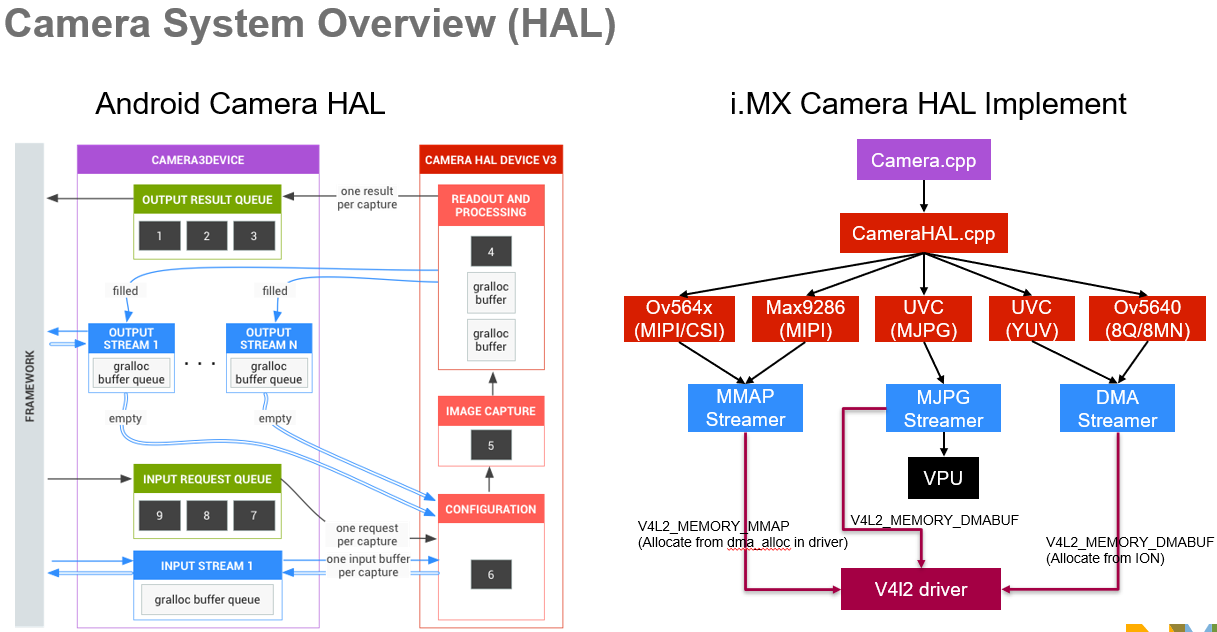 Camera System Overview (HAL)
Android Camera HAL
FRAMEWORK
CAMERA3DEVICE
CAMERA HAL DEVICE V3
OUTPUT RESULT QUEUE
1
2
3
one result
per capture
READOUT AND
PROCESSING
4
gralloc
buffer
gralloc
buffer
filled
filled
OUTPUT
STREAM 1
gralloc
buffer queue
. . .
OUTPUT
STREAM N
gralloc
buffer queue
empty
empty
IMAGE CAPTURE
5
INPUT REQUEST QUEUE
9
8
7
CONFIGURATION
one request
per capture
one input buffer
per capture
6
INPUT STREAM 1
gralloc buffer queue
i.MX Camera HAL Implement
Camera.cpp
CameraHAL.cpp
Ov564x
(MIPI/CSI)
Max9286
(MIPI)
UVC
(MJPG)
UVC
(YUV)
Ov5640
(8Q/8MN)
MMAP
Streamer
MJPG
Streamer
DMA
Streamer
VPU
V4L2_MEMORY_MMAP
(Allocate from dma_alloc in driver)
V4L2_MEMORY_DMABUF
V4L2_MEMORY_DMABUF
(Allocate from ION)
V4l2 driver